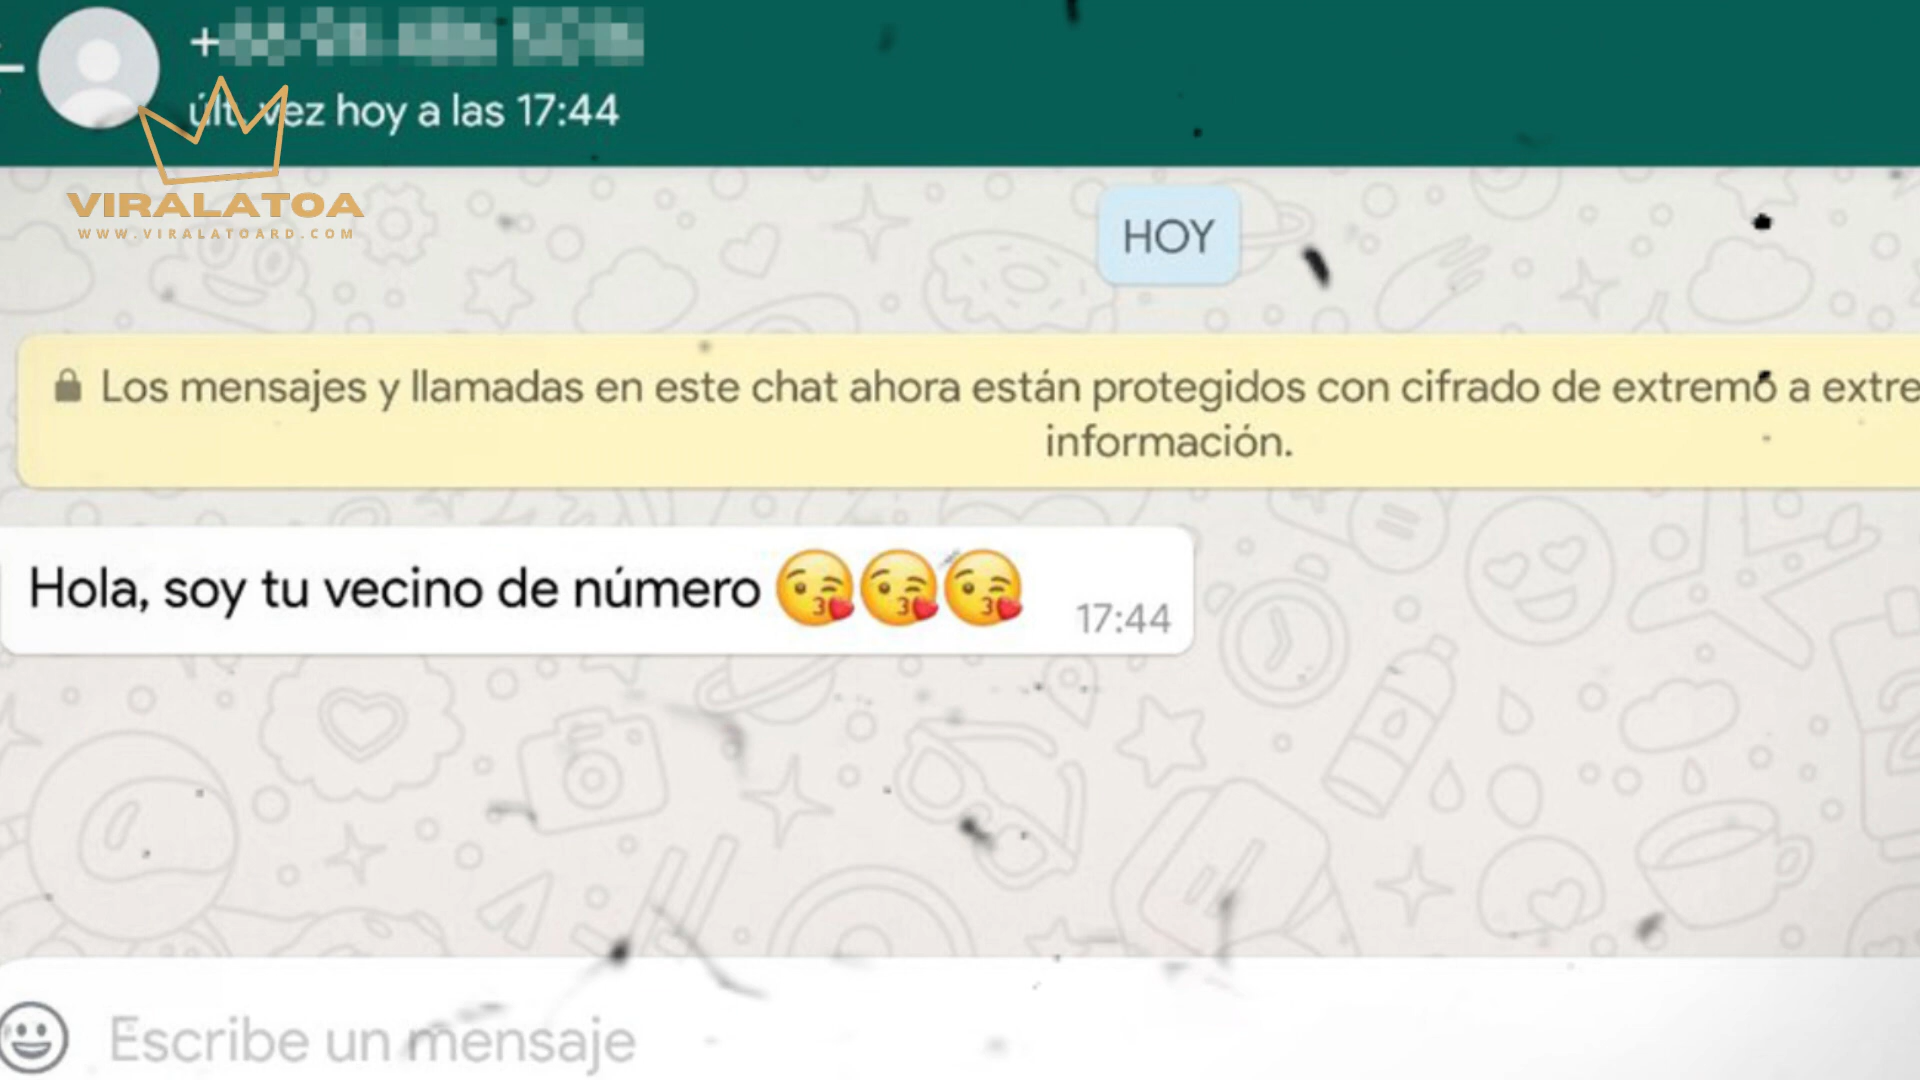 +
últ. vez hoy a las 17:44
VIRALATOA
WWW.VIRALATOARD.COM
HOY
Los mensajes y llamadas en este chat ahora están protegidos con cifrado de extremo a extre
información.
Hola, soy tu vecino de número 😘😘😘 17:44
Escribe un mensaje